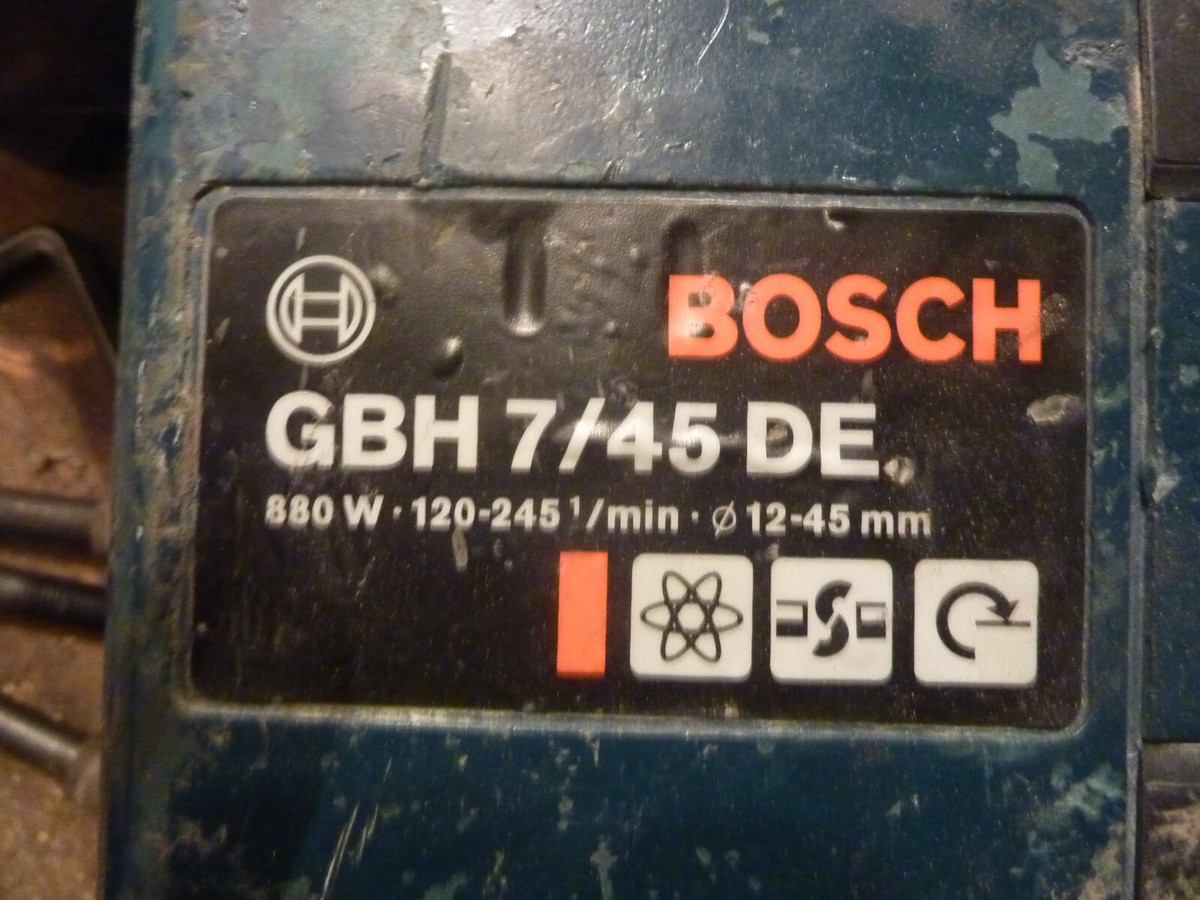 BOSCH
GBH 7/45 DE
880 W · 120-245 ¹/min · Ø 12-45 mm